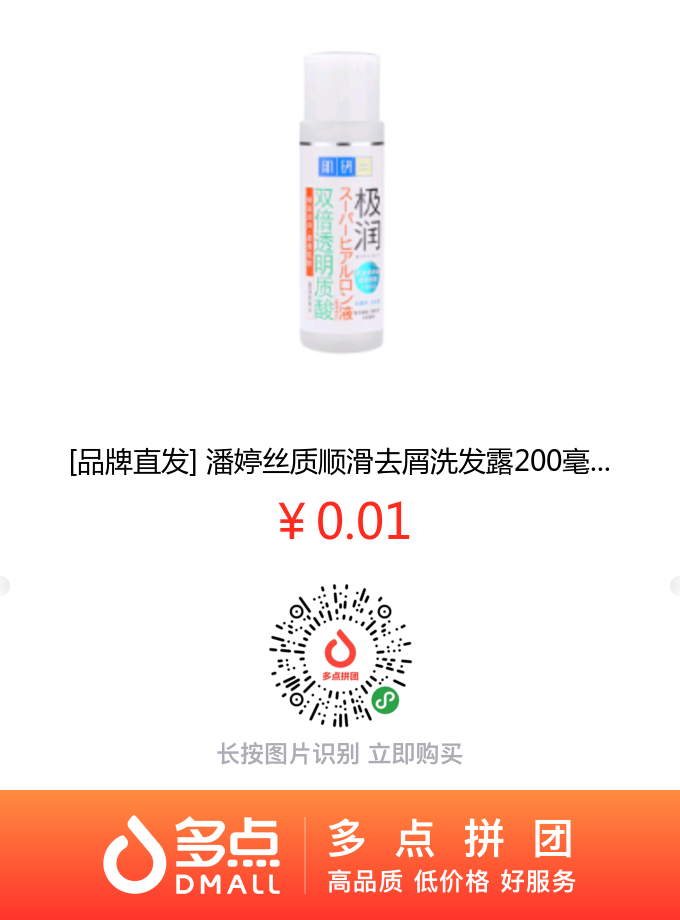 肌研
极润
スーパーヒアルロン液
双倍透明质酸
[品牌直发] 潘婷丝质顺滑去屑洗发露200毫...
￥0.01
多点拼团
长按图片识别 立即购买
多点
DMALL
多点拼团
高品质 低价格 好服务